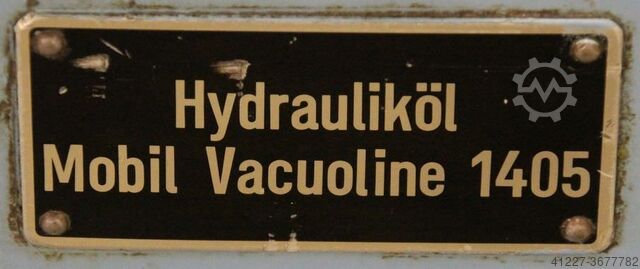 Hydrauliköl
Mobil Vacuoline 1405
41227-3677782